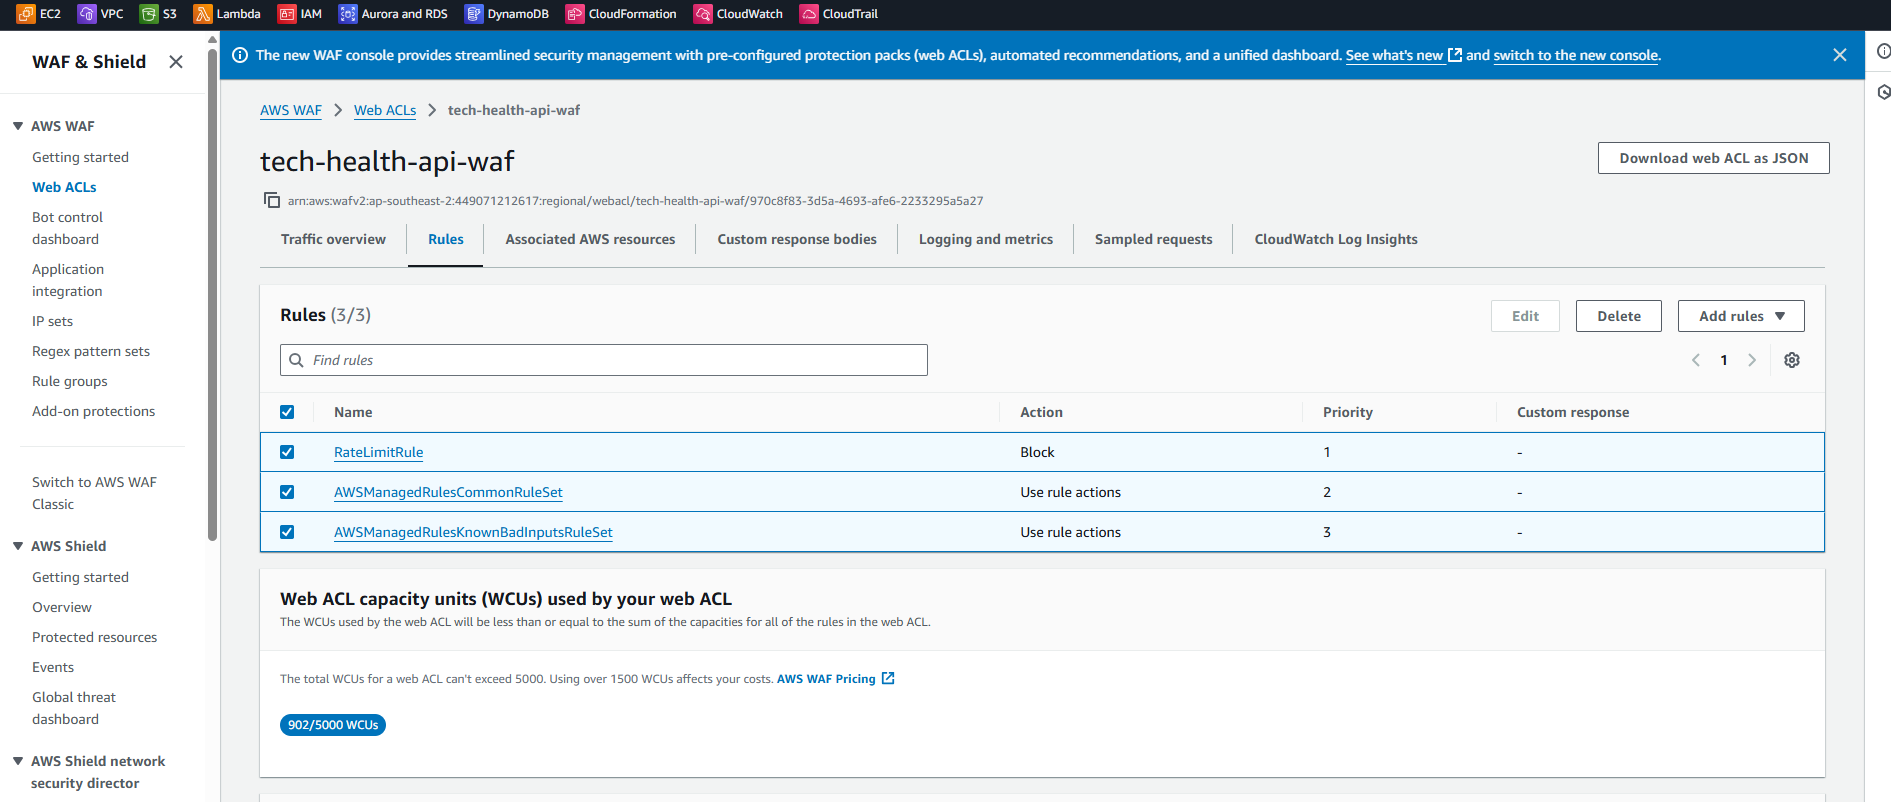 EC2 VPC S3 Lambda IAM Aurora and RDS DynamoDB CloudFormation CloudWatch CloudTrail
WAF & Shield
The new WAF console provides streamlined security management with pre-configured protection packs (web ACLs), automated recommendations, and a unified dashboard. See what's new and switch to the new console.
AWS WAF
Getting started
Web ACLs
Bot control
dashboard
Application
integration
IP sets
Regex pattern sets
Rule groups
Add-on protections
Switch to AWS WAF
Classic
AWS Shield
Getting started
Overview
Protected resources
Events
Global threat
dashboard
AWS Shield network
security director
AWS WAF > Web ACLs > tech-health-api-waf
tech-health-api-waf
Download web ACL as JSON
arn:aws:wafv2:ap-southeast-2:449071212617:regional/webacl/tech-health-api-waf/970c8f83-3d5a-4693-afe6-2233295a5a27
Traffic overview Rules Associated AWS resources Custom response bodies Logging and metrics Sampled requests CloudWatch Log Insights
Rules (3/3)
Edit Delete Add rules
Find rules
1
Name Action Priority Custom response
RateLimitRule Block 1 -
AWSManagedRulesCommonRuleSet Use rule actions 2 -
AWSManagedRulesKnownBadInputsRuleSet Use rule actions 3 -
Web ACL capacity units (WCUs) used by your web ACL
The WCUs used by the web ACL will be less than or equal to the sum of the capacities for all of the rules in the web ACL.
The total WCUs for a web ACL can't exceed 5000. Using over 1500 WCUs affects your costs. AWS WAF Pricing
902/5000 WCUs